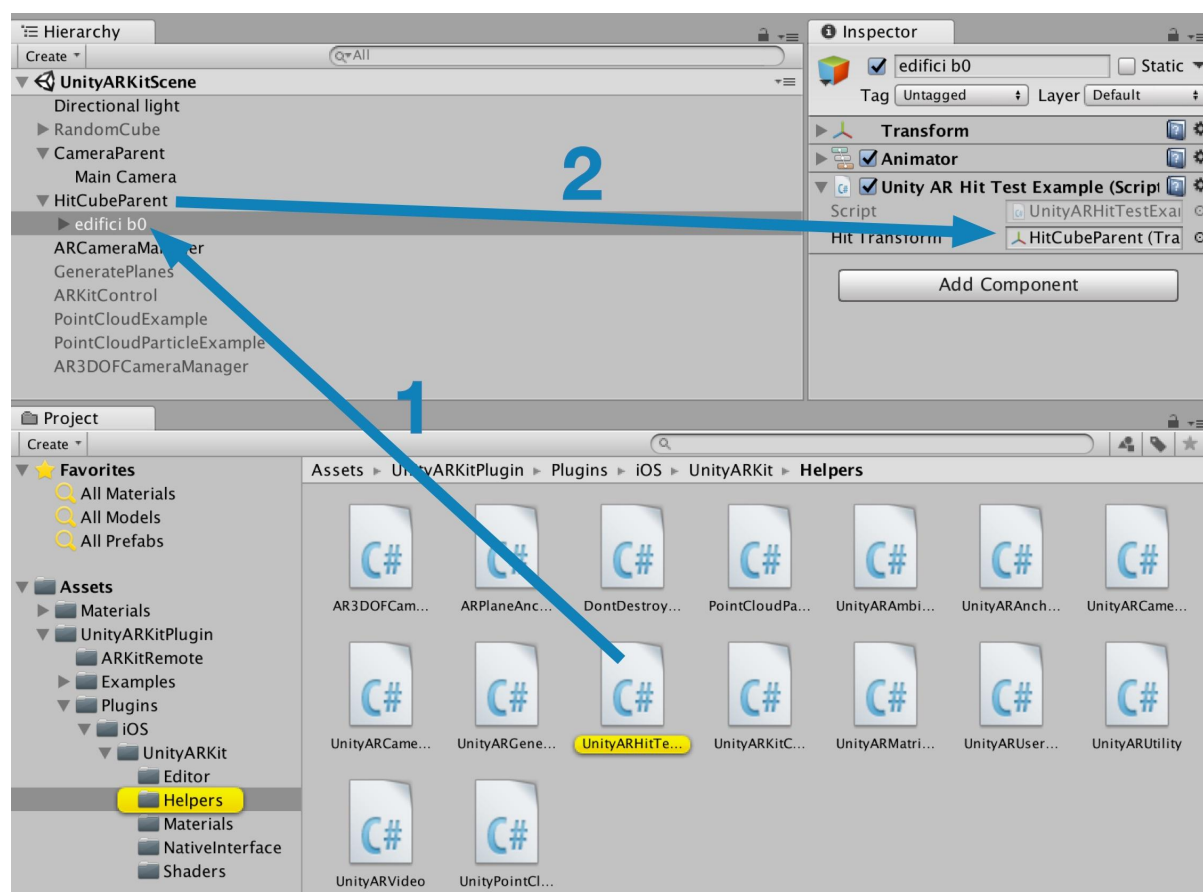 Hierarchy
Create
All
UnityARKitScene
Directional light
RandomCube
CameraParent
Main Camera
HitCubeParent
edifici b0
ARCameraManager
GeneratePlanes
ARKitControl
PointCloudExample
PointCloudParticleExample
AR3DOFCameraManager
2
1
Inspector
edifici b0 Static
Tag Untagged Layer Default
Transform
Animator
Unity AR Hit Test Example (Script
Script UnityARHitTestExai
Hit Transform HitCubeParent (Tra
Add Component
Project
Create
Favorites
All Materials
All Models
All Prefabs
Assets
Materials
UnityARKitPlugin
ARKitRemote
Examples
Plugins
iOS
UnityARKit
Editor
Helpers
Materials
NativeInterface
Shaders
Assets UnityARKitPlugin Plugins iOS UnityARKit Helpers
C# C# C# C# C# C# C#
AR3DOFCam... ARPlaneAnc... DontDestroy... PointCloudPa... UnityARAmbi... UnityARAnch... UnityARCame...
C# C# C# C# C# C# C#
UnityARCame... UnityARGene... UnityARHitTe... UnityARKitC... UnityARMatri... UnityARUser... UnityARUtility
C# C#
UnityARVideo UnityPointCl...